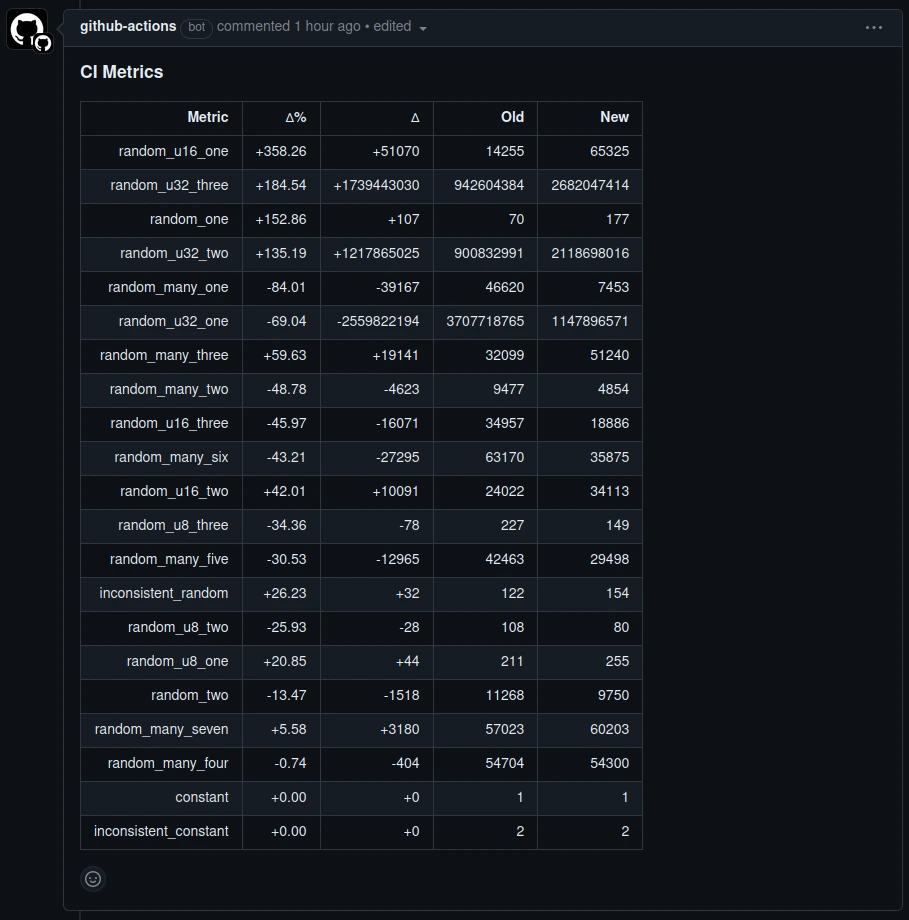 github-actions bot commented 1 hour ago • edited
CI Metrics
Metric Δ% Δ Old New
random_u16_one +358.26 +51070 14255 65325
random_u32_three +184.54 +1739443030 942604384 2682047414
random_one +152.86 +107 70 177
random_u32_two +135.19 +1217865025 900832991 2118698016
random_many_one -84.01 -39167 46620 7453
random_u32_one -69.04 -2559822194 3707718765 1147896571
random_many_three +59.63 +19141 32099 51240
random_many_two -48.78 -4623 9477 4854
random_u16_three -45.97 -16071 34957 18886
random_many_six -43.21 -27295 63170 35875
random_u16_two +42.01 +10091 24022 34113
random_u8_three -34.36 -78 227 149
random_many_five -30.53 -12965 42463 29498
inconsistent_random +26.23 +32 122 154
random_u8_two -25.93 -28 108 80
random_u8_one +20.85 +44 211 255
random_two -13.47 -1518 11268 9750
random_many_seven +5.58 +3180 57023 60203
random_many_four -0.74 -404 54704 54300
constant +0.00 +0 1 1
inconsistent_constant +0.00 +0 2 2